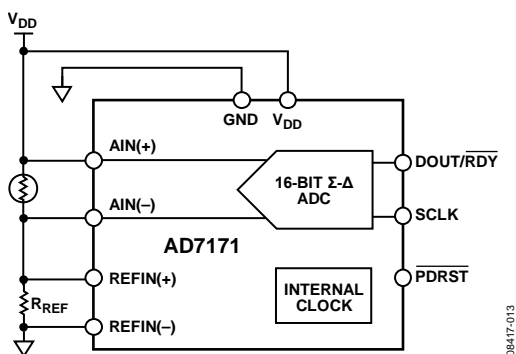 VDD
GND
VDD
AIN(+)
AIN(–)
REFIN(+)
RREF
REFIN(–)
AD7171
16-BIT Σ-Δ
ADC
INTERNAL
CLOCK
DOUT/RDY
SCLK
PDRST
08417-013